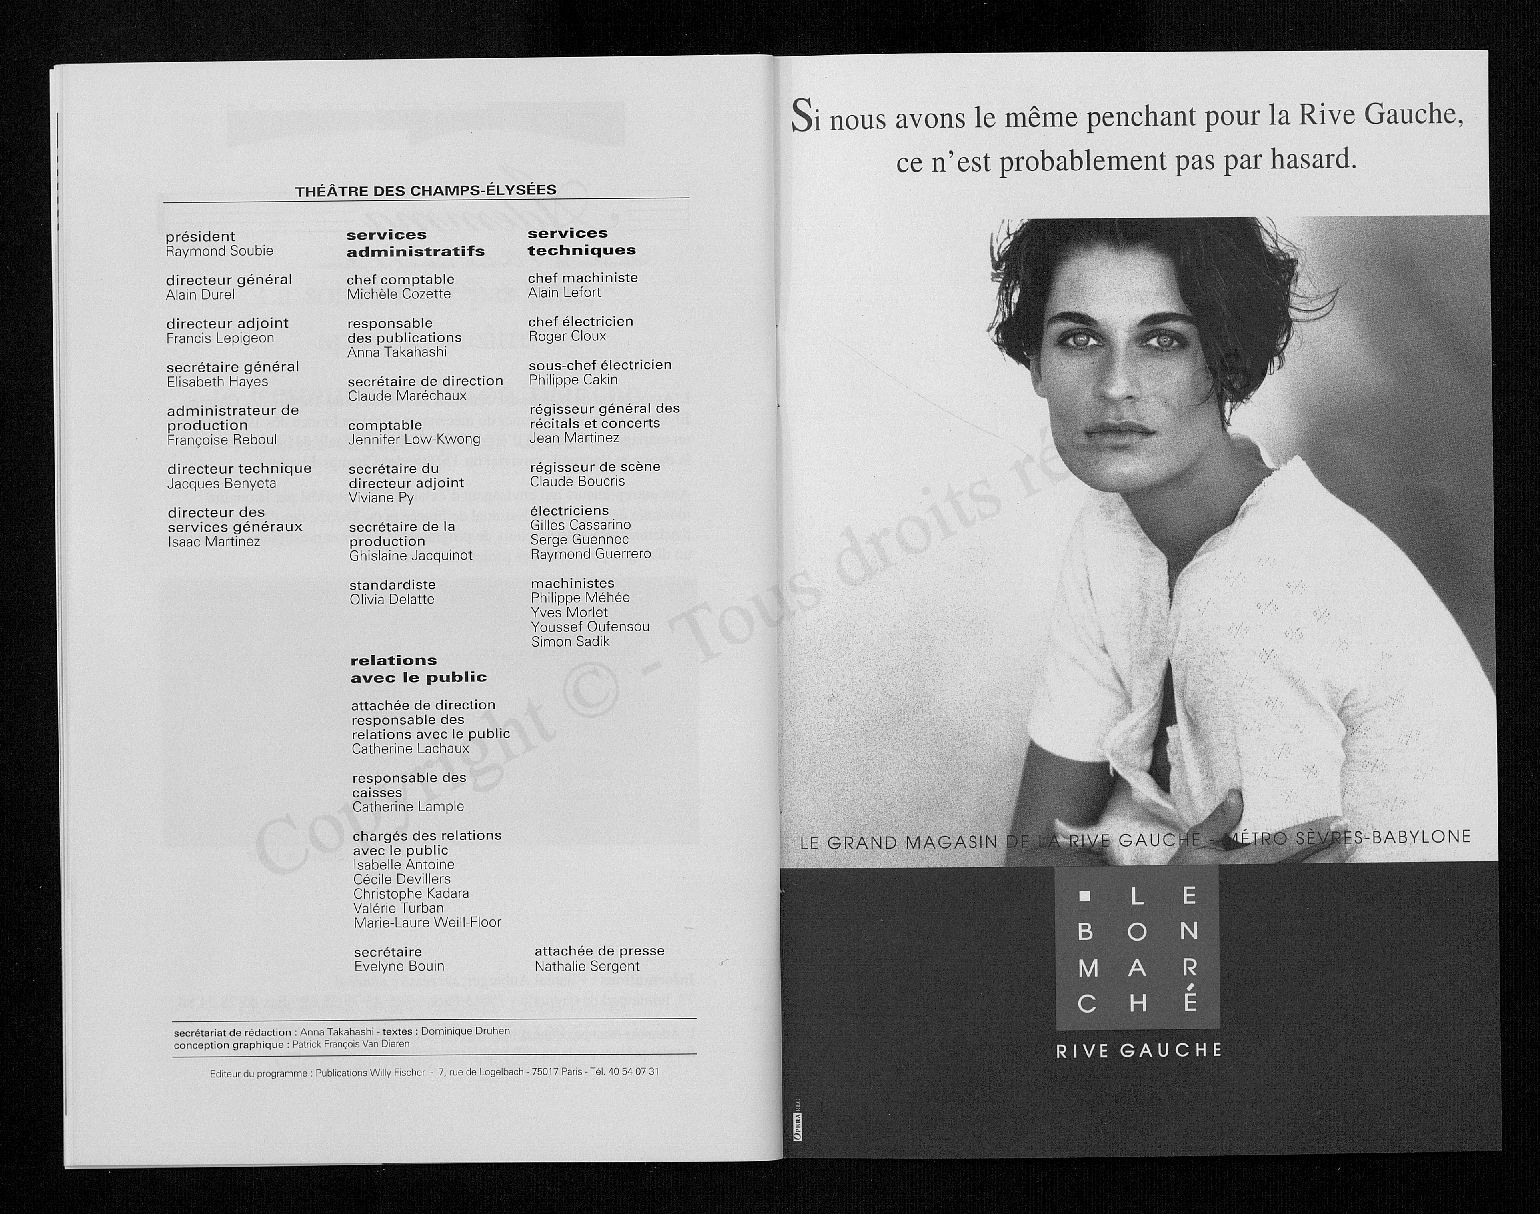 THÉÂTRE DES CHAMPS-ÉLYSÉES
président
Raymond Soubie
directeur général
Alain Durel
directeur adjoint
Francis Lepigeon
secrétaire général
Elisabeth Hayes
administrateur de
production
Françoise Reboul
directeur technique
Jacques Benyeta
directeur des
services généraux
Isaac Martinez
services
administratifs
chef comptable
Michèle Cozette
responsable
des publications
Anna Takahashi
secrétaire de direction
Claude Maréchaux
comptable
Jennifer Low Kwong
secrétaire du
directeur adjoint
Viviane Py
secrétaire de la
production
Ghislaine Jacquinot
standardiste
Olivia Delatte
relations
avec le public
attachée de direction
responsable des
relations avec le public
Catherine Lachaux
responsable des
caisses
Catherine Lample
chargés des relations
avec le public
Isabelle Antoine
Cécile Devillers
Christophe Kadara
Valérie Turban
Marie-Laure Weill-Floor
secrétaire
Evelyne Bouin
services
techniques
chef machiniste
Alain Lefort
chef électricien
Roger Cloux
sous-chef électricien
Philippe Cakin
régisseur général des
récitals et concerts
Jean Martinez
régisseur de scène
Claude Boucris
électriciens
Gilles Cassarino
Serge Guennec
Raymond Guerrero
machinistes
Philippe Méhée
Yves Morlet
Youssef Oufensou
Simon Sadik
attachée de presse
Nathalie Sergent
secrétariat de rédaction : Anna Takahashi - textes : Dominique Druhen
conception graphique : Patrick François Van Dieren
Editeur du programme : Publications Willy Fischer - 7, rue de Logelbach - 75017 Paris - Tél. 40 54 07 31
Si nous avons le même penchant pour la Rive Gauche,
ce n'est probablement pas par hasard.
LE GRAND MAGASIN DE LA RIVE GAUCHE - MÉTRO SÈVRES-BABYLONE
LE
BON
MAR
CHÉ
RIVE GAUCHE
Copyright © - Tous droits ré